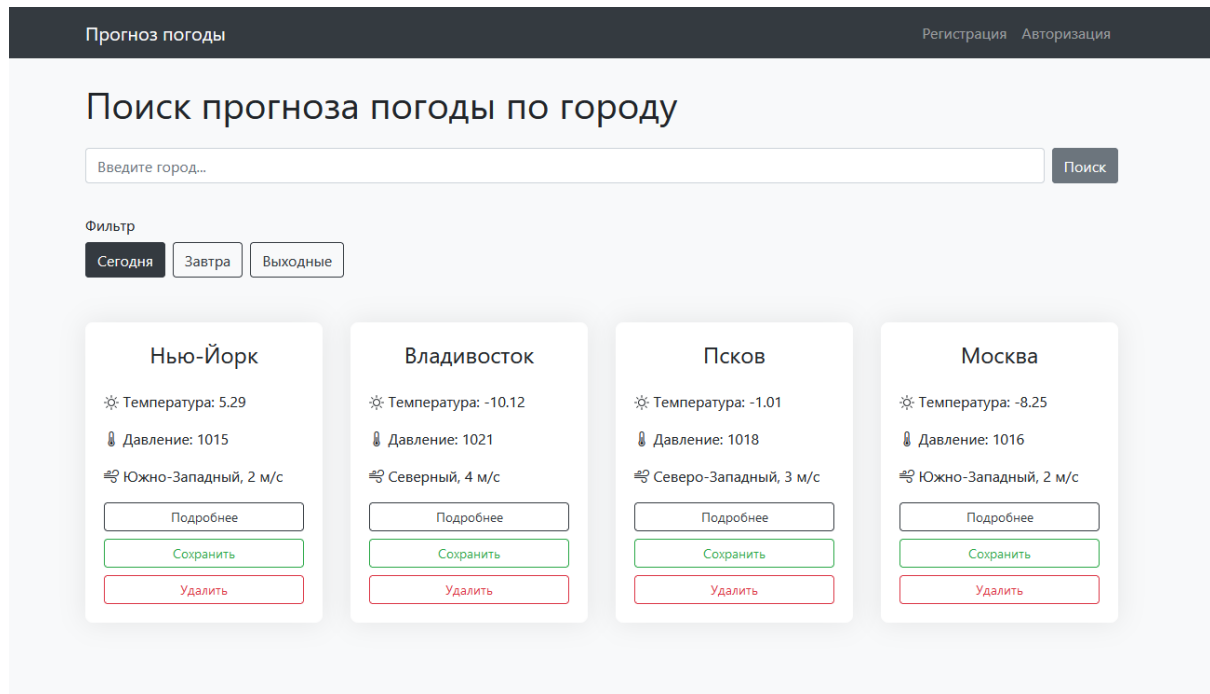 Прогноз погоды
Регистрация Авторизация
Поиск прогноза погоды по городу
Введите город...
Поиск
Фильтр
Сегодня Завтра Выходные
Нью-Йорк
Температура: 5.29
Давление: 1015
Южно-Западный, 2 м/с
Подробнее
Сохранить
Удалить
Владивосток
Температура: -10.12
Давление: 1021
Северный, 4 м/с
Подробнее
Сохранить
Удалить
Псков
Температура: -1.01
Давление: 1018
Северо-Западный, 3 м/с
Подробнее
Сохранить
Удалить
Москва
Температура: -8.25
Давление: 1016
Южно-Западный, 2 м/с
Подробнее
Сохранить
Удалить